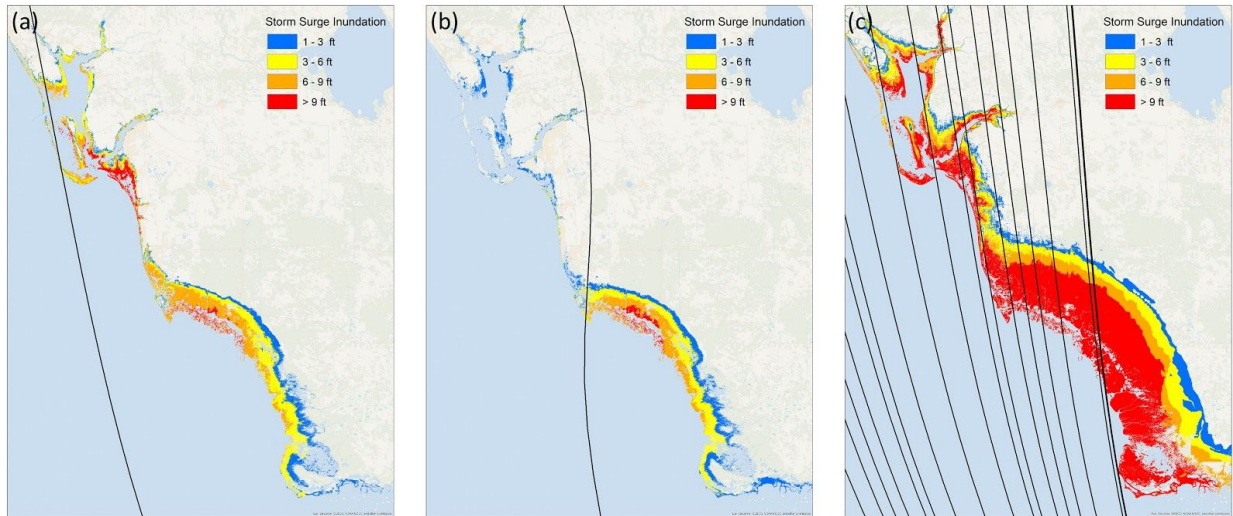 (a)
Storm Surge Inundation
1 - 3 ft
3 - 6 ft
6 - 9 ft
> 9 ft
(b)
Storm Surge Inundation
1 - 3 ft
3 - 6 ft
6 - 9 ft
> 9 ft
(c)
Storm Surge Inundation
1 - 3 ft
3 - 6 ft
6 - 9 ft
> 9 ft